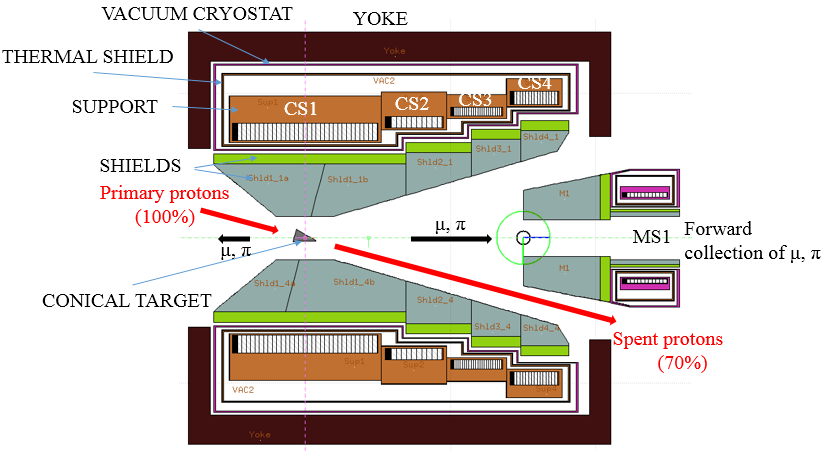 VACUUM CRYOSTAT
YOKE
Yoke
THERMAL SHIELD
VAC2
CS4
SUPPORT
Sup1
CS1
CS2
CS3
Shld4_1
Shld3_1
SHIELDS
Shld2_1
Shld1_1a
Shld1_1b
Primary protons
(100%)
M1
μ, π
μ, π
MS1
Forward
collection of μ, π
M1
CONICAL TARGET
Shld1_4a
Shld1_4b
Shld2_4
Shld3_4
Shld4_4
Spent protons
(70%)
Sup1
Sup2
VAC2
Sup4
Yoke